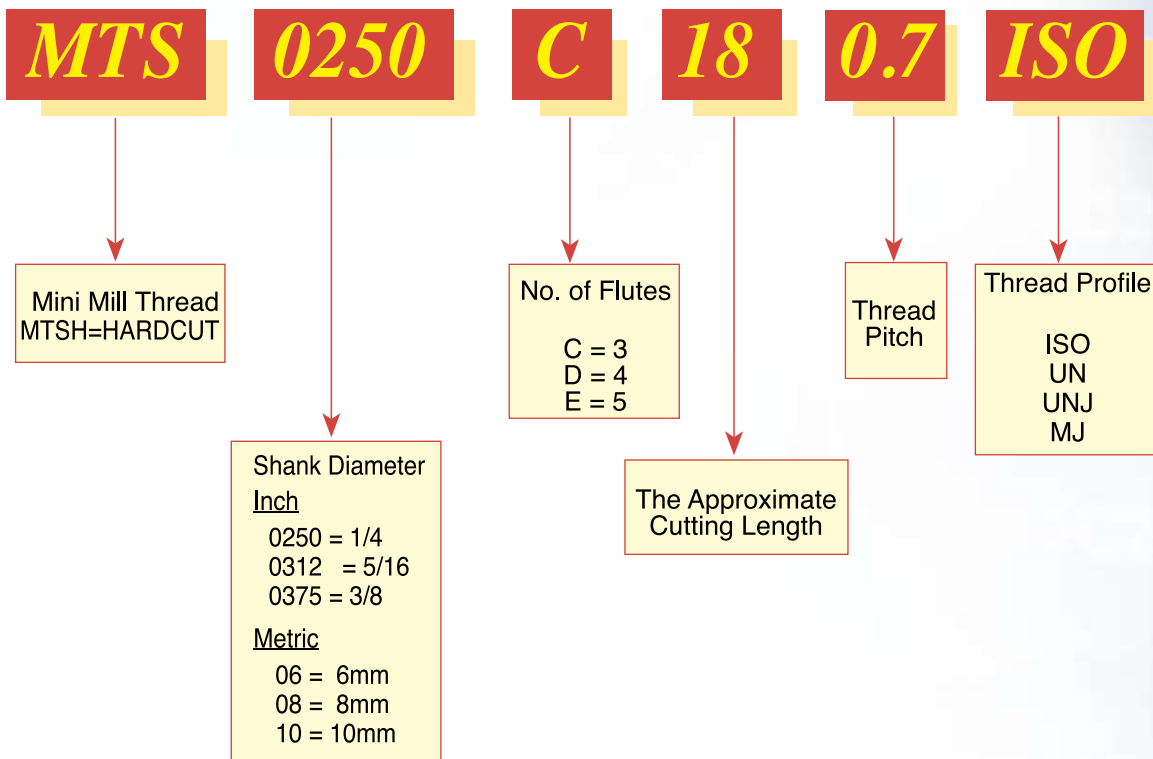 MTS 0250 C 18 0.7 ISO
Mini Mill Thread
MTSH=HARDCUT
Shank Diameter
Inch
0250 = 1/4
0312 = 5/16
0375 = 3/8
Metric
06 = 6mm
08 = 8mm
10 = 10mm
No. of Flutes
C = 3
D = 4
E = 5
The Approximate
Cutting Length
Thread
Pitch
Thread Profile
ISO
UN
UNJ
MJ